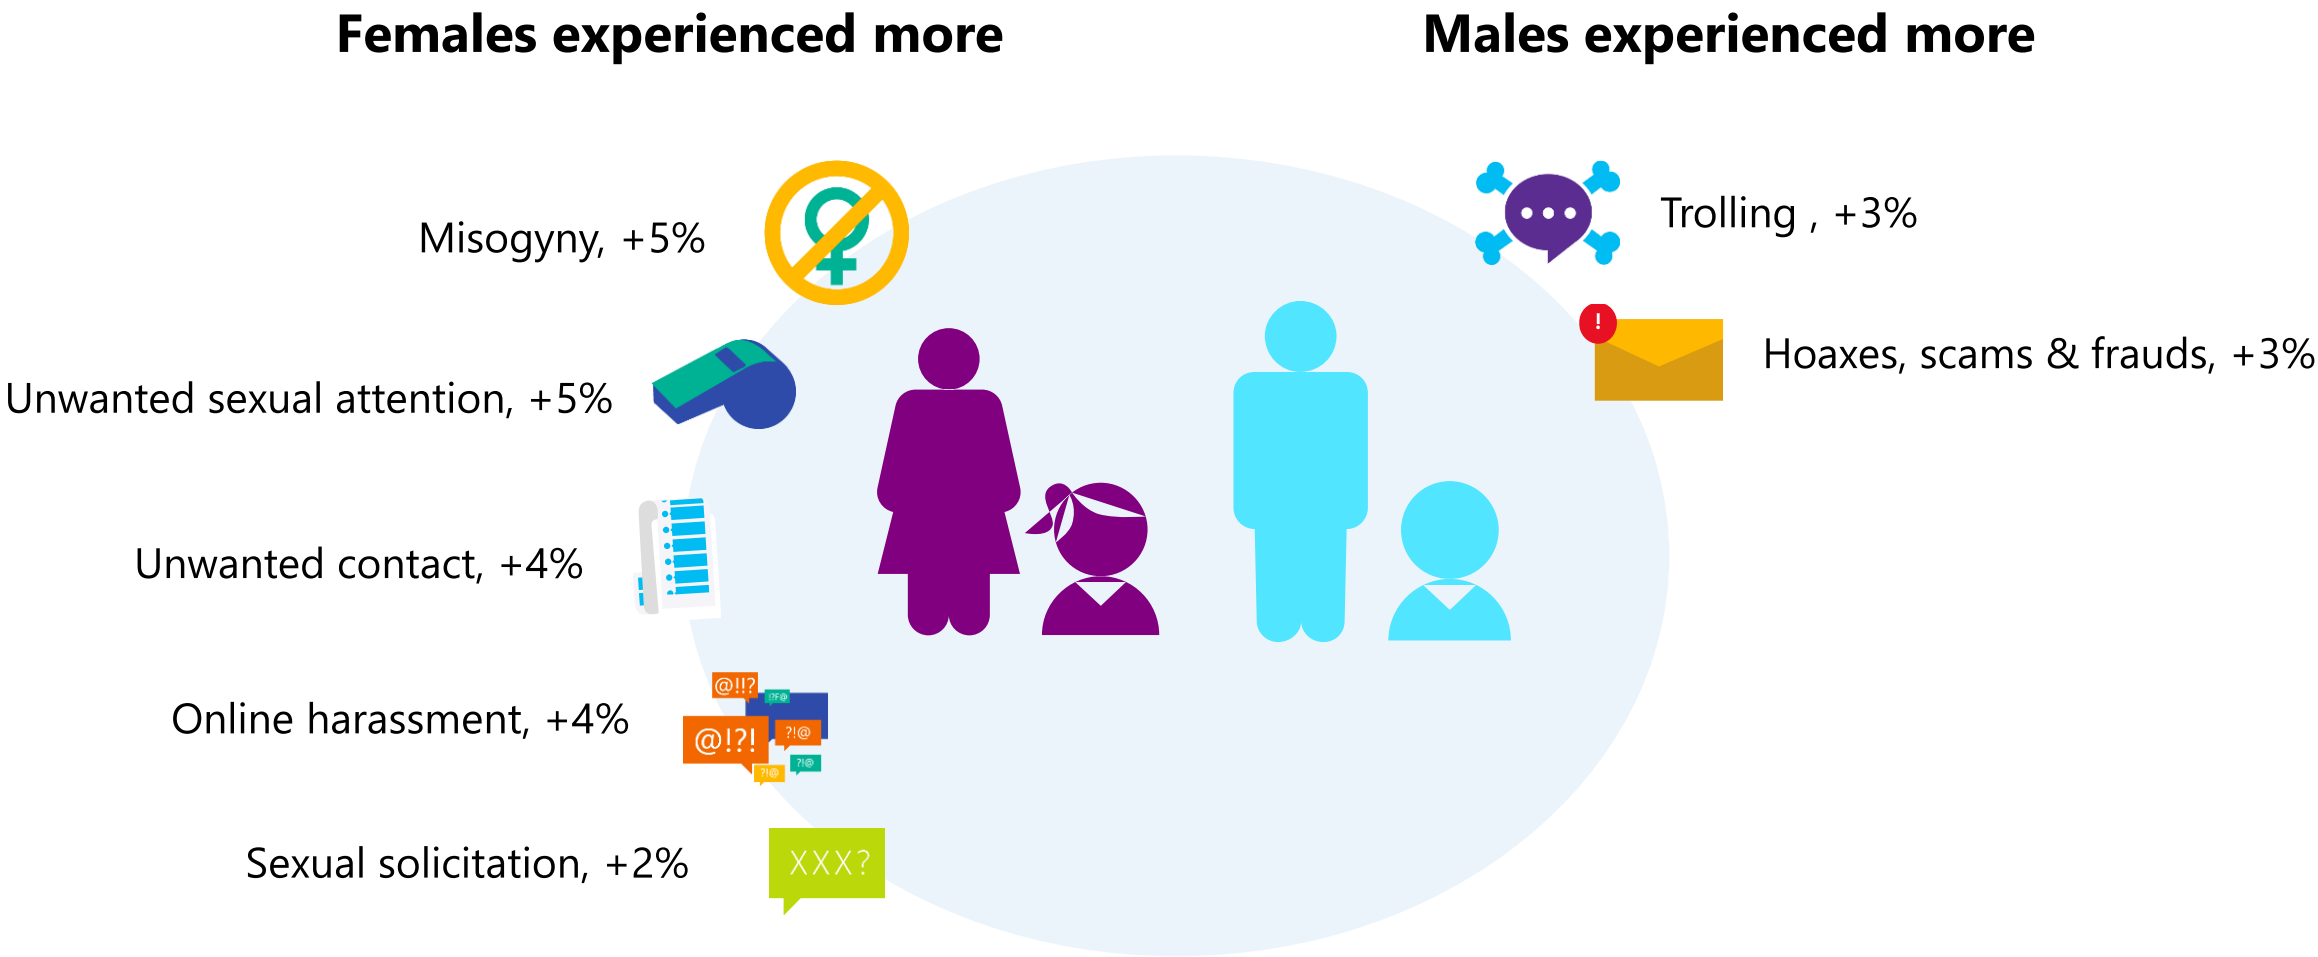 Females experienced more
Males experienced more
Misogyny, +5%
Unwanted sexual attention, +5%
Unwanted contact, +4%
Online harassment, +4%
Sexual solicitation, +2%
Trolling , +3%
!
Hoaxes, scams & frauds, +3%
@!!?
!?F@
@!?!
?!@
?!@
?!@
XXX?